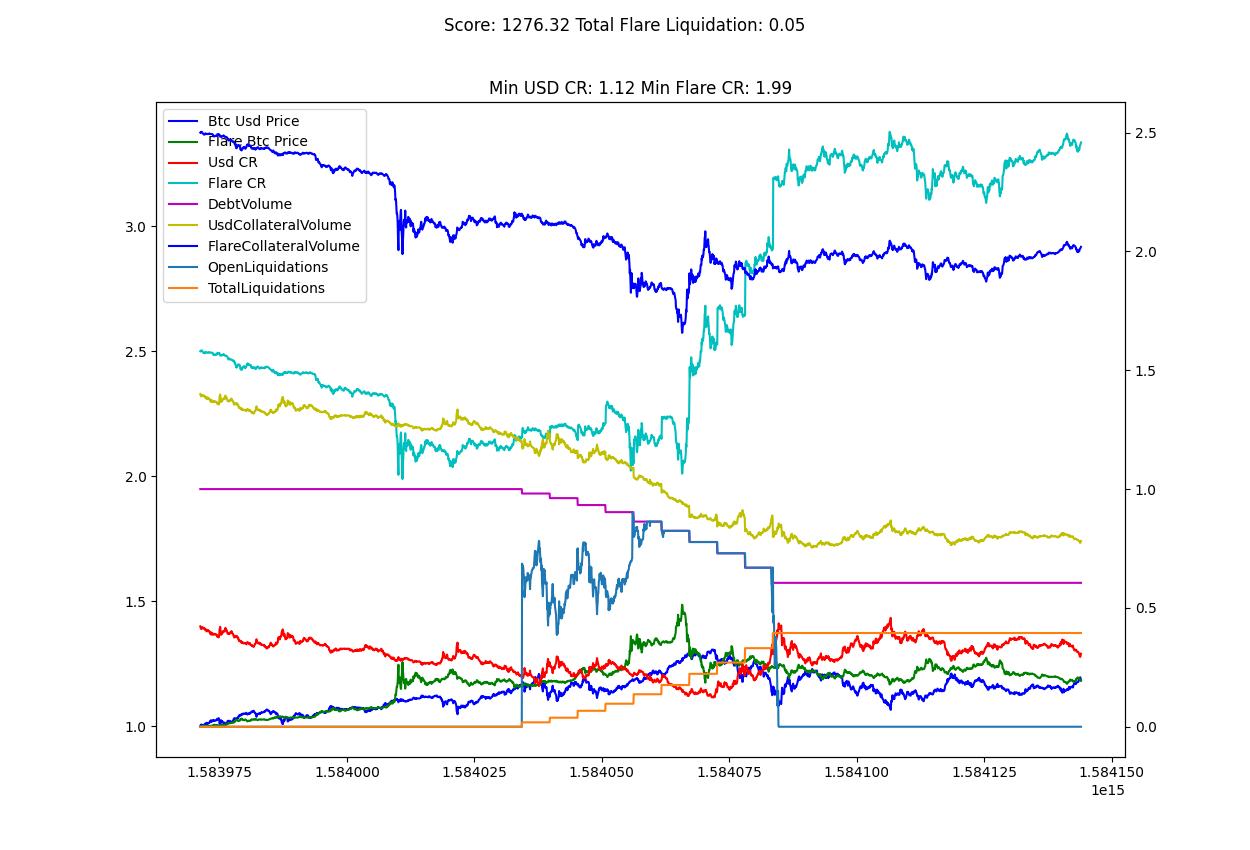 Score: 1276.32 Total Flare Liquidation: 0.05
Min USD CR: 1.12 Min Flare CR: 1.99
Btc Usd Price
Flare Btc Price
Usd CR
Flare CR
DebtVolume
UsdCollateralVolume
FlareCollateralVolume
OpenLiquidations
TotalLiquidations
3.0
2.5
2.0
1.5
1.0
2.5
2.0
1.5
1.0
0.5
0.0
1.583975 1.584000 1.584025 1.584050 1.584075 1.584100 1.584125 1.584150
1e15